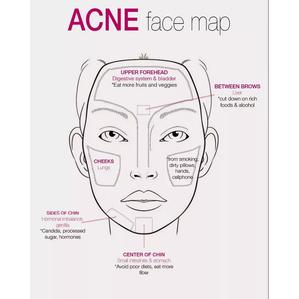 ACNE face map
UPPER FOREHEAD
Digestive system & bladder
*Eat more fruits and veggies
BETWEEN BROWS
Liver
*cut down on rich
foods & alcohol
CHEEKS
Lungs
*from smoking,
dirty pillows,
hands,
cellphone
SIDES OF CHIN
Hormonal imbalance
genitls
*Candida, processed
sugar, hormones
CENTER OF CHIN
Small intestines & stomach
*Avoid poor diets, eat more
fiber